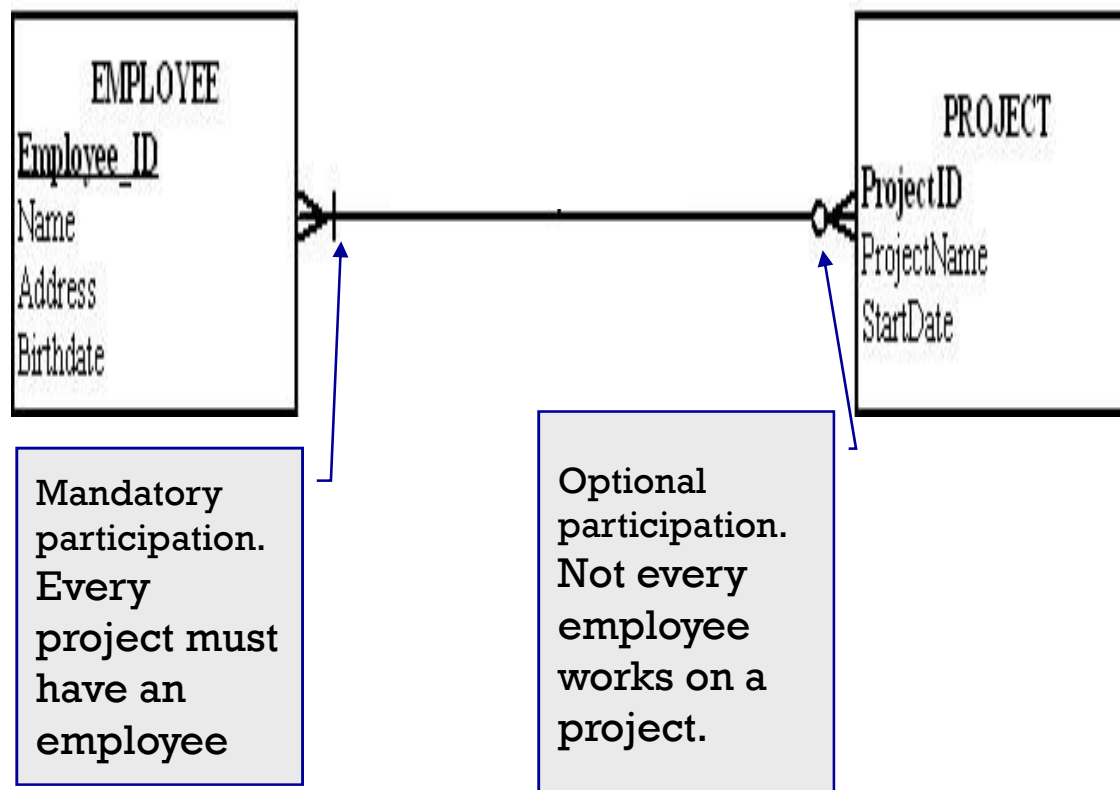 EMPLOYEE
Employee_ID
Name
Address
Birthdate
PROJECT
ProjectID
ProjectName
StartDate
Mandatory
participation.
Every
project must
have an
employee
Optional
participation.
Not every
employee
works on a
project.